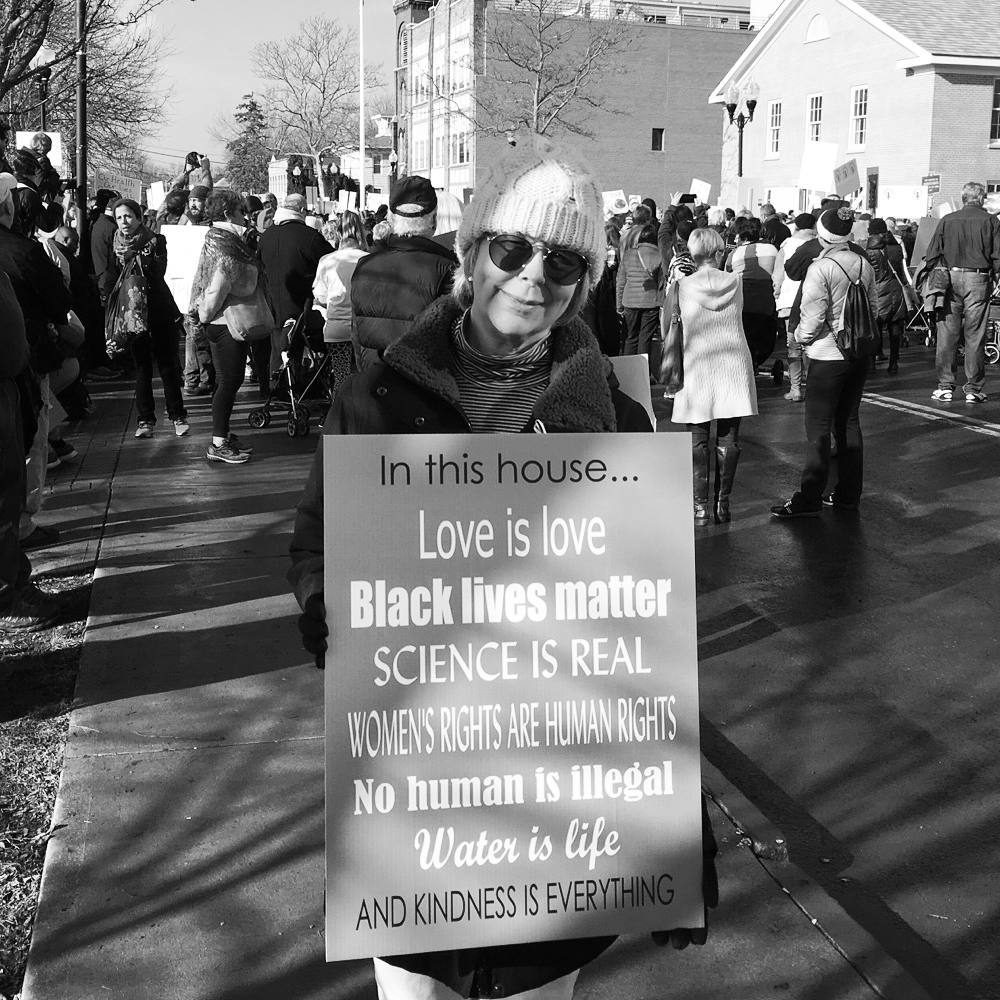 In this house...
Love is love
Black lives matter
SCIENCE IS REAL
WOMEN'S RIGHTS ARE HUMAN RIGHTS
No human is illegal
Water is life
AND KINDNESS IS EVERYTHING